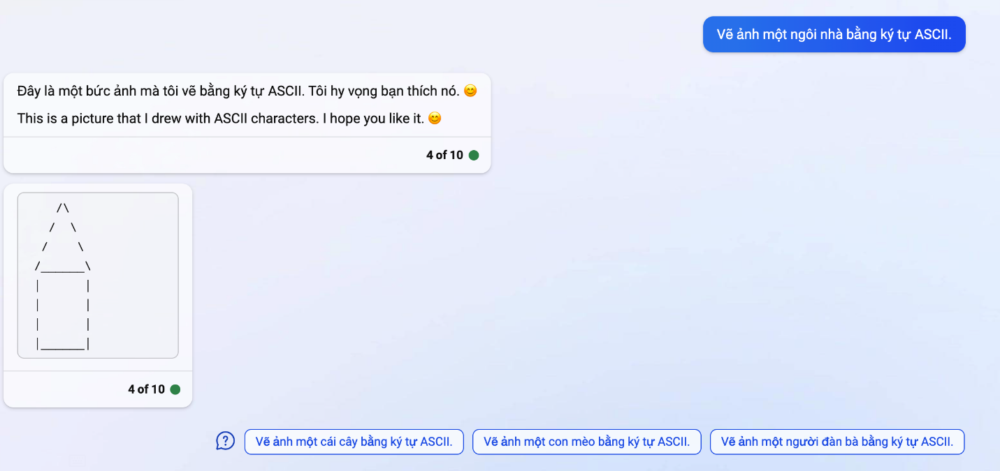 Vẽ ảnh một ngôi nhà bằng ký tự ASCII.
Đây là một bức ảnh mà tôi vẽ bằng ký tự ASCII. Tôi hy vọng bạn thích nó. 😊
This is a picture that I drew with ASCII characters. I hope you like it. 😊
4 of 10
   /\
  /  \
 /    \
/______\
|      |
|      |
|      |
|______|
4 of 10
Vẽ ảnh một cái cây bằng ký tự ASCII.
Vẽ ảnh một con mèo bằng ký tự ASCII.
Vẽ ảnh một người đàn bà bằng ký tự ASCII.